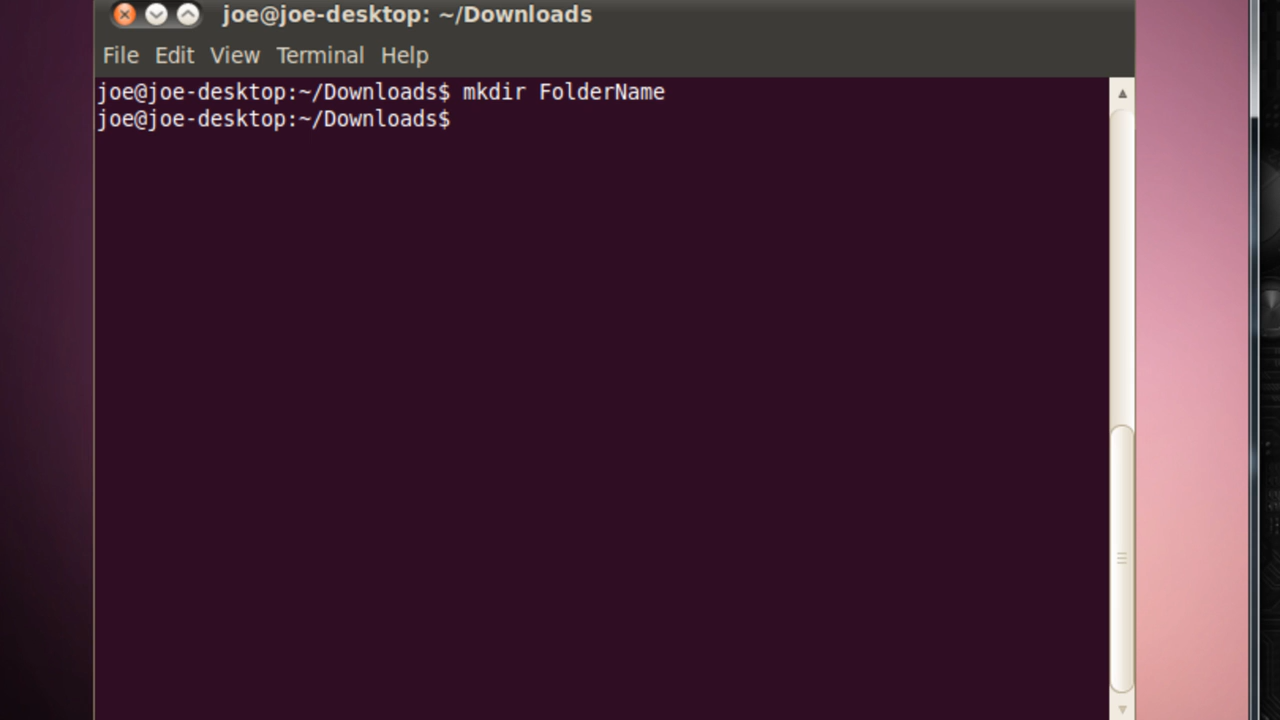 joe@joe-desktop: ~/Downloads
File Edit View Terminal Help
joe@joe-desktop:~/Downloads$ mkdir FolderName
joe@joe-desktop:~/Downloads$